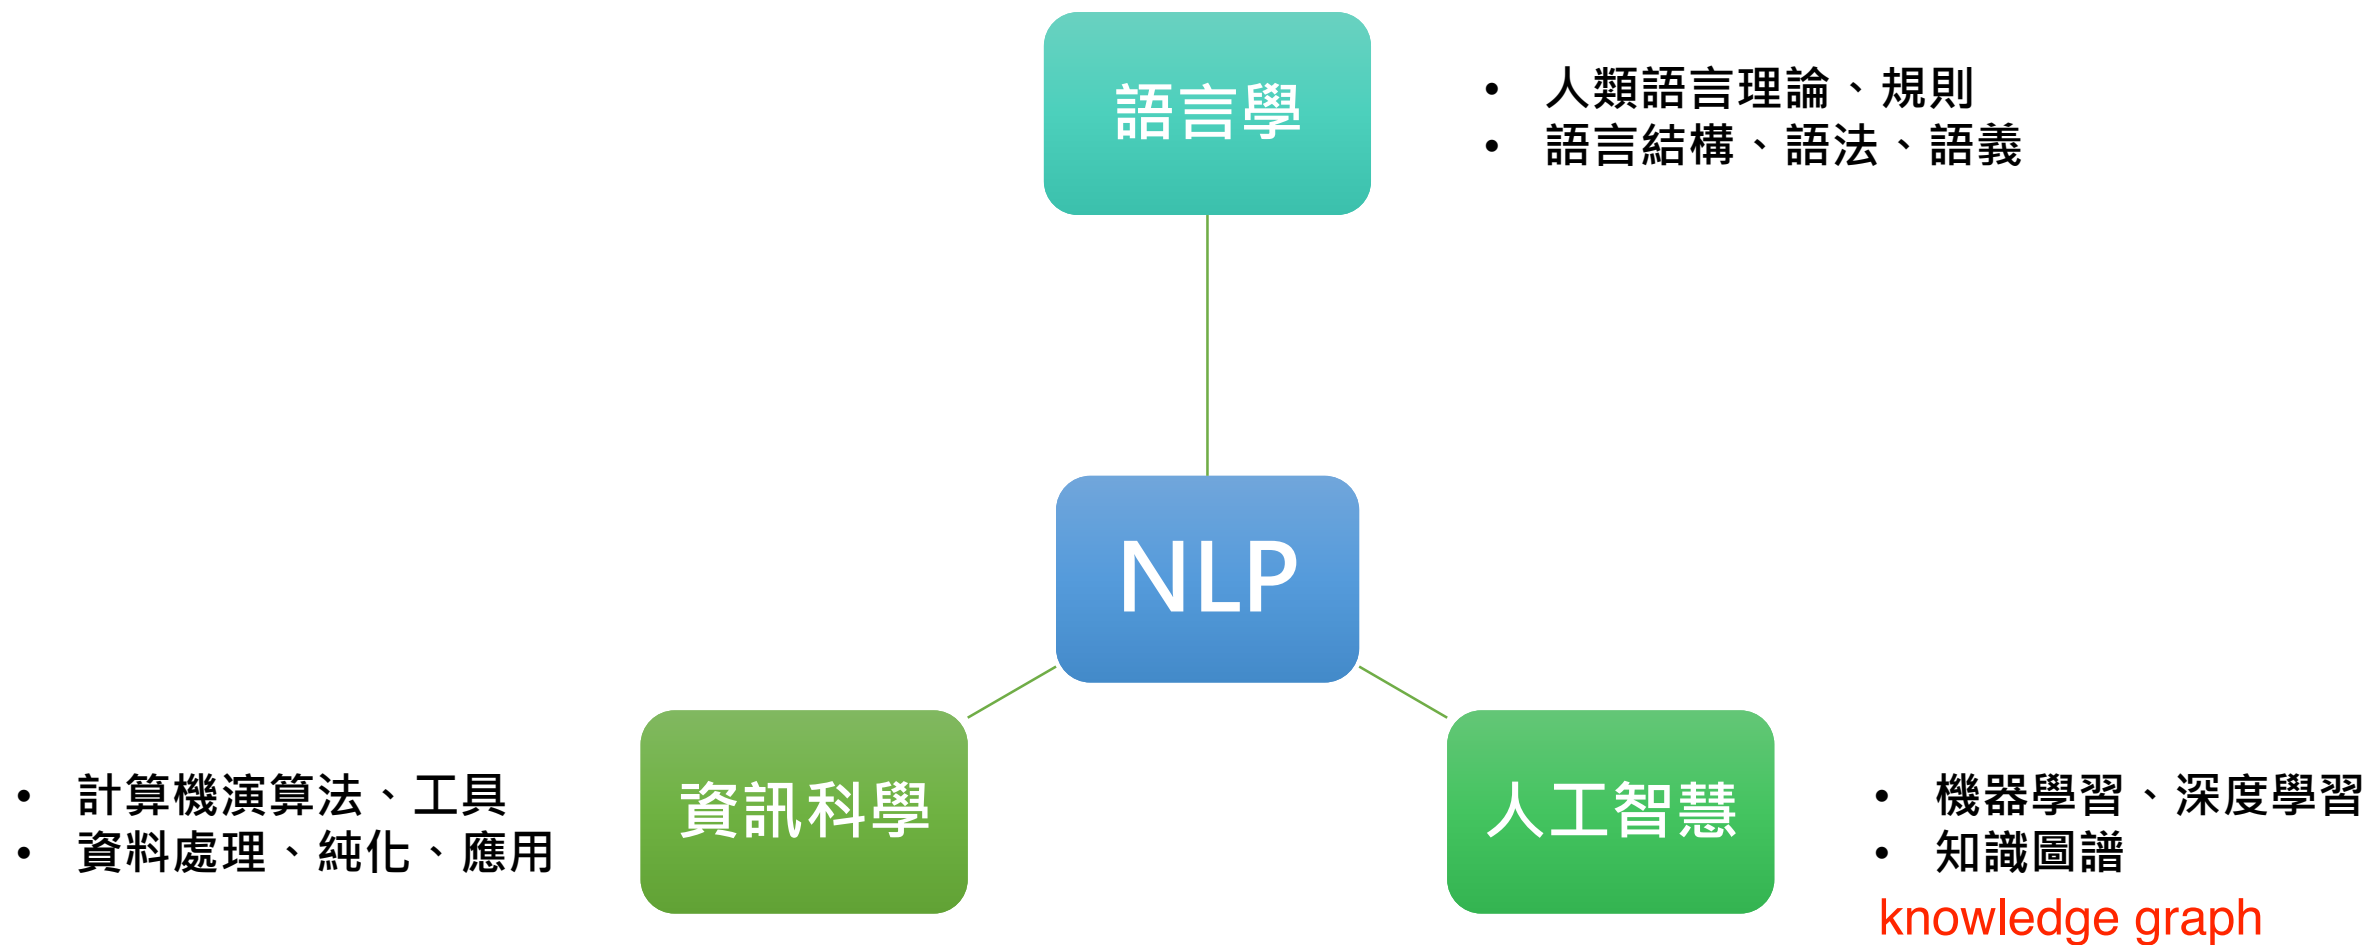 語言學
• 人類語言理論、規則
• 語言結構、語法、語義
NLP
資訊科學
• 計算機演算法、工具
• 資料處理、純化、應用
人工智慧
• 機器學習、深度學習
• 知識圖譜
knowledge graph